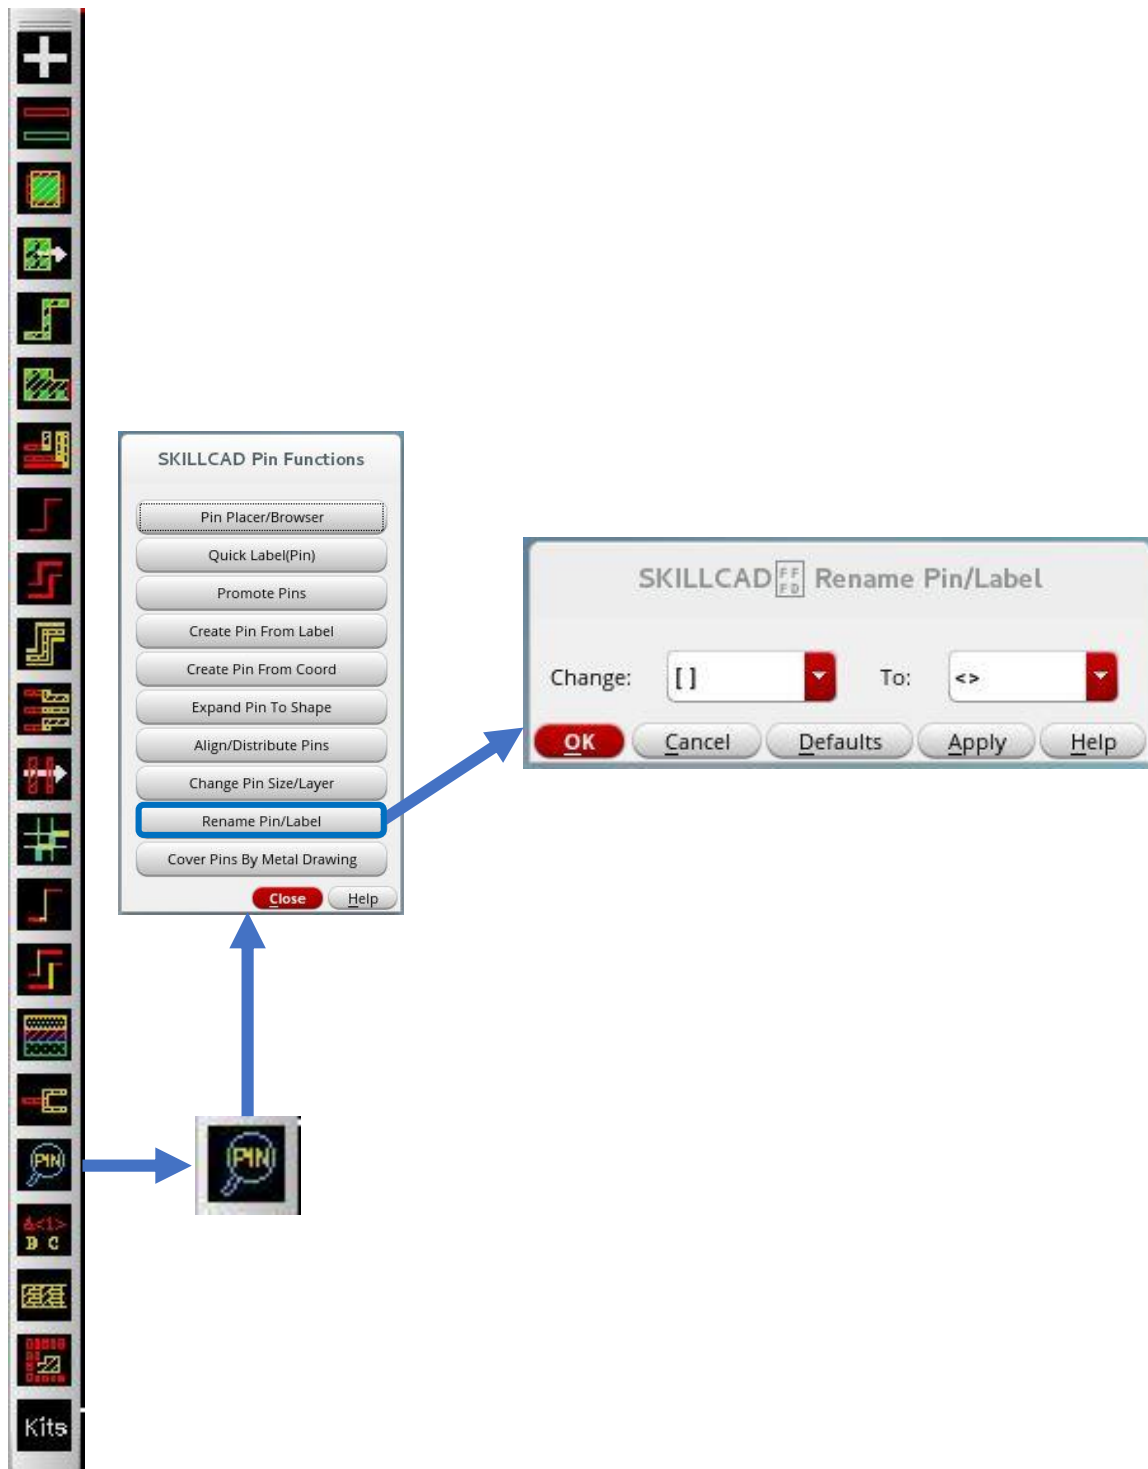 SKILLCAD Pin Functions
Pin Placer/Browser
Quick Label(Pin)
Promote Pins
Create Pin From Label
Create Pin From Coord
Expand Pin To Shape
Align/Distribute Pins
Change Pin Size/Layer
Rename Pin/Label
Cover Pins By Metal Drawing
Close Help
SKILLCAD Rename Pin/Label
Change: [] To: <>
OK Cancel Defaults Apply Help
PIN
PIN
&<1>
B C
Kits